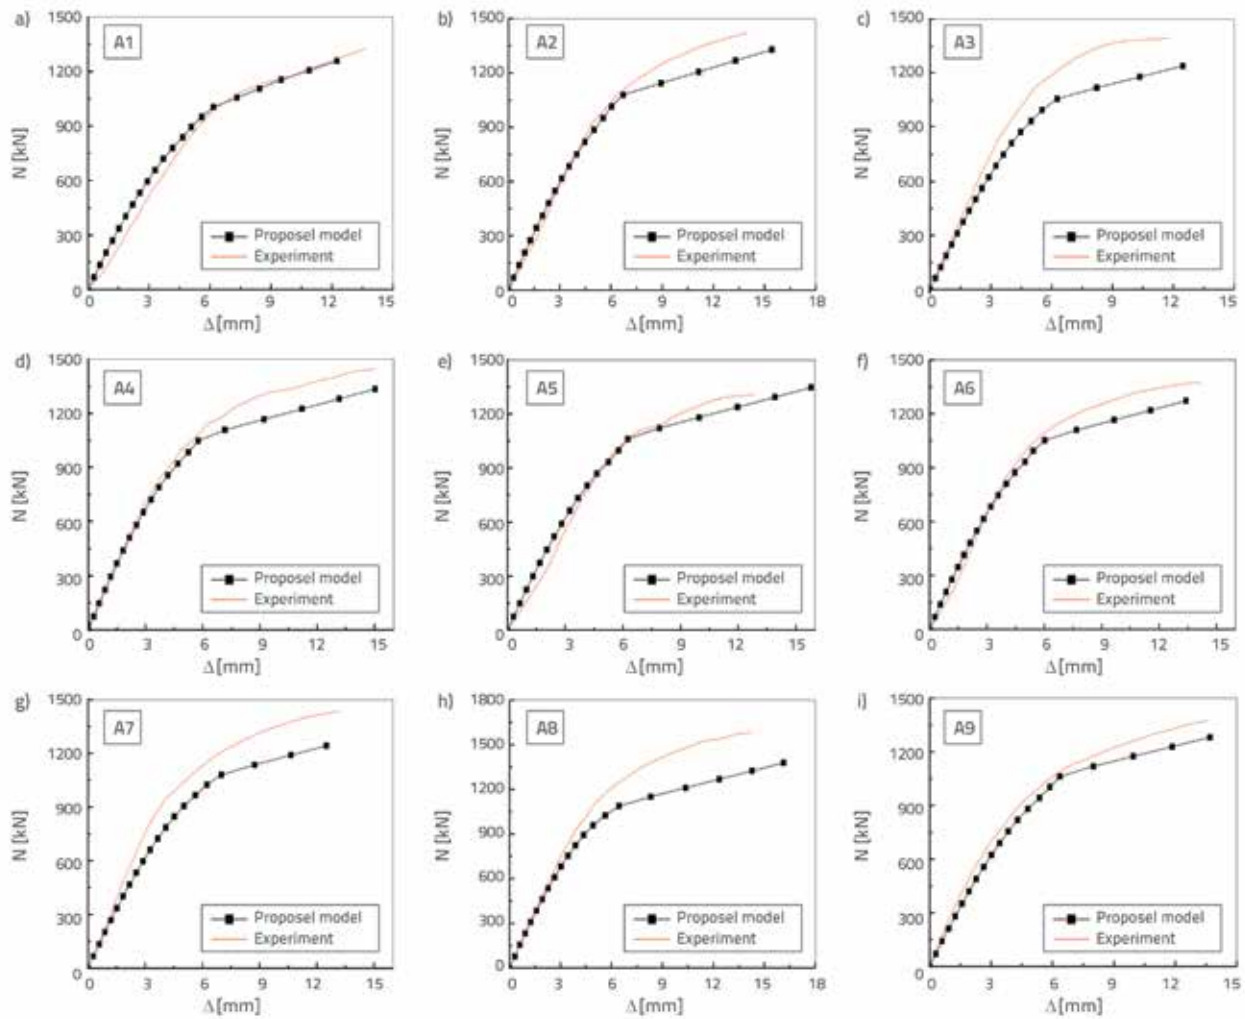 a)
1500
1200
900
600
300
0
N [kN]
A1
Proposel model
Experiment
0 3 6 9 12 15
Δ[mm]
b)
1500
1200
900
600
300
0
N [kN]
A2
Proposel model
Experiment
0 3 6 9 12 15 18
Δ[mm]
c)
1500
1200
900
600
300
0
N [kN]
A3
Proposel model
Experiment
0 3 6 9 12 15
Δ[mm]
d)
1500
1200
900
600
300
0
N [kN]
A4
Proposel model
Experiment
0 3 6 9 12 15
Δ[mm]
e)
1500
1200
900
600
300
0
N [kN]
A5
Proposel model
Experiment
0 3 6 9 12 15
Δ[mm]
f)
1500
1200
900
600
300
0
N [kN]
A6
Proposel model
Experiment
0 3 6 9 12 15
Δ[mm]
g)
1500
1200
900
600
300
0
N [kN]
A7
Proposel model
Experiment
0 3 6 9 12 15
Δ[mm]
h)
1800
1500
1200
900
600
300
0
N [kN]
A8
Proposel model
Experiment
0 3 6 9 12 15 18
Δ[mm]
i)
1500
1200
900
600
300
0
N [kN]
A9
Proposel model
Experiment
0 3 6 9 12 15
Δ[mm]